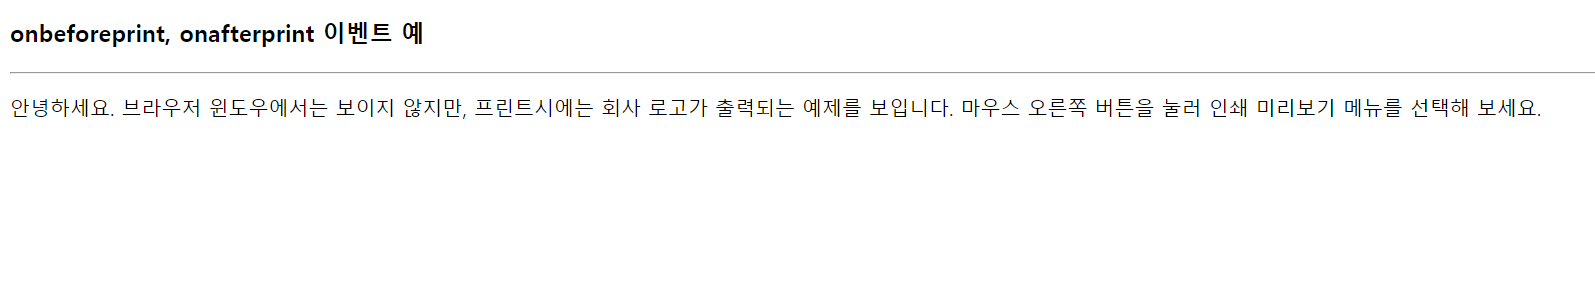 onbeforeprint, onafterprint 이벤트 예
안녕하세요. 브라우저 윈도우에서는 보이지 않지만, 프린트시에는 회사 로고가 출력되는 예제를 보입니다. 마우스 오른쪽 버튼을 눌러 인쇄 미리보기 메뉴를 선택해 보세요.